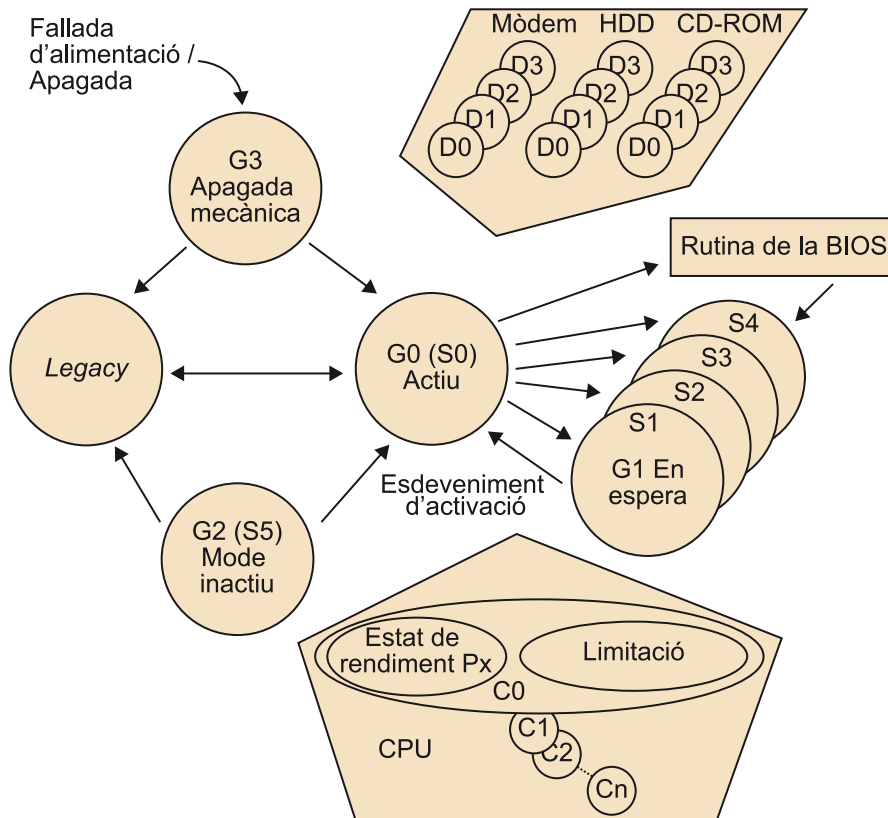 Fallada
d’alimentació /
Apagada
Mòdem HDD CD-ROM
D3 D3 D3
D2 D2 D2
D1 D1 D1
D0 D0 D0
G3
Apagada
mecànica
Rutina de la BIOS
Legacy
G0 (S0)
Actiu
S4
S3
S2
S1
G1 En
espera
Esdeveniment
d’activació
G2 (S5)
Mode
inactiu
Estat de
rendiment Px
Limitació
C0
CPU
C1
C2
Cn